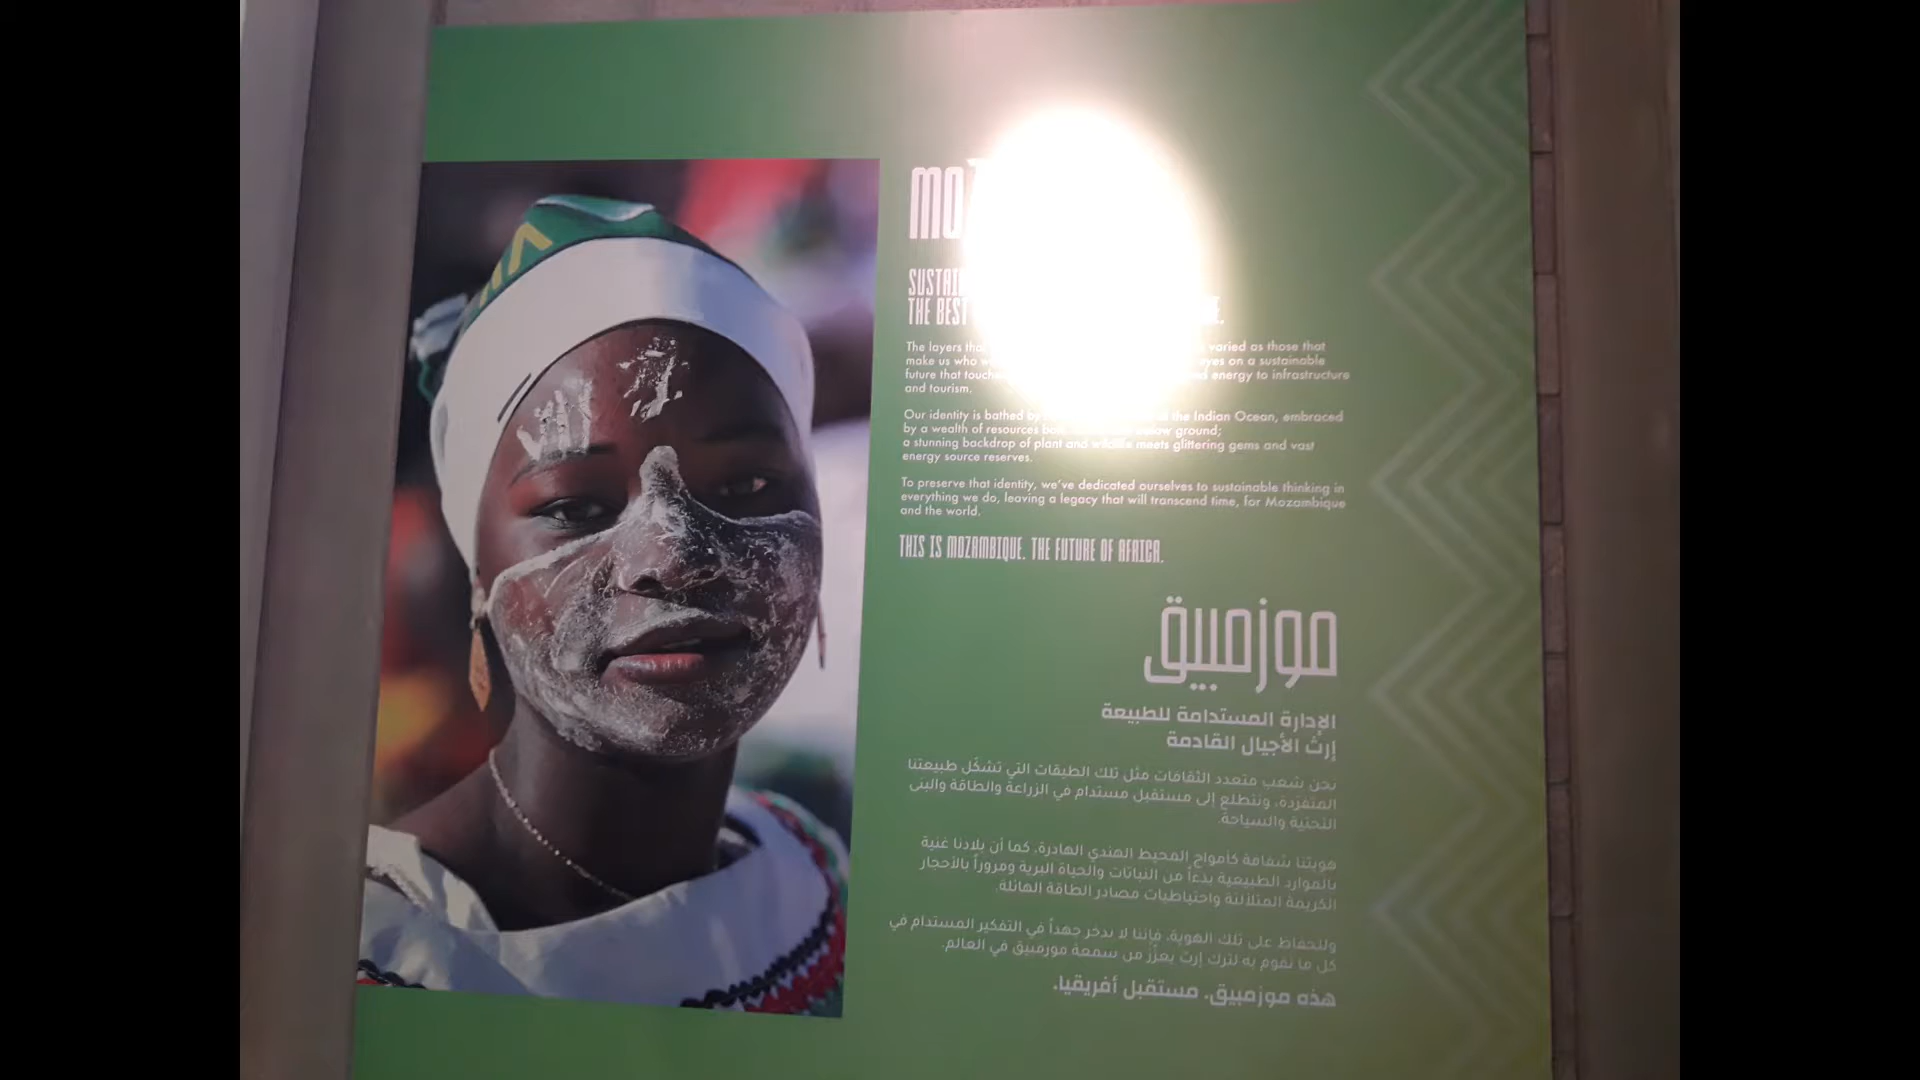 MOZ
THE BEST
The layers varied as those that
make us who eyes on a sustainable
future that energy to infrastructure
and tourism.
Our identity is bathed by the Indian Ocean, embraced
by a wealth of resources ground;
a stunning backdrop of plant and wildlife meets glittering gems and vast
energy source reserves.
To preserve that identity, we've dedicated ourselves to sustainable thinking in
everything we do, leaving a legacy that will transcend time, for Mozambique
and the world.
THIS IS MOZAMBIQUE. THE FUTURE OF AFRICA.
موزمبيق
الإدارة المستدامة للطبيعة
إرث الأجيال القادمة
نحن شعب متعدد الثقافات مثل تلك الطبقات التي تشكّل طبيعتنا
المتفرّدة، ونتطلع إلى مستقبل مستدام في الزراعة والطاقة والبنى
التحتية والسياحة.
هويتنا شفافة كأمواج المحيط الهندي الهادرة، كما أن بلادنا غنية
بالموارد الطبيعية بدءاً من النباتات والحياة البرية ومروراً بالأحجار
الكريمة المتلألئة واحتياطيات مصادر الطاقة الهائلة.
وللحفاظ على تلك الهوية، فإننا لا ندخر جهداً في التفكير المستدام في
كل ما نقوم به لترك إرث يعزّز من سمعة موزمبيق في العالم.
هذه موزمبيق. مستقبل أفريقيا.